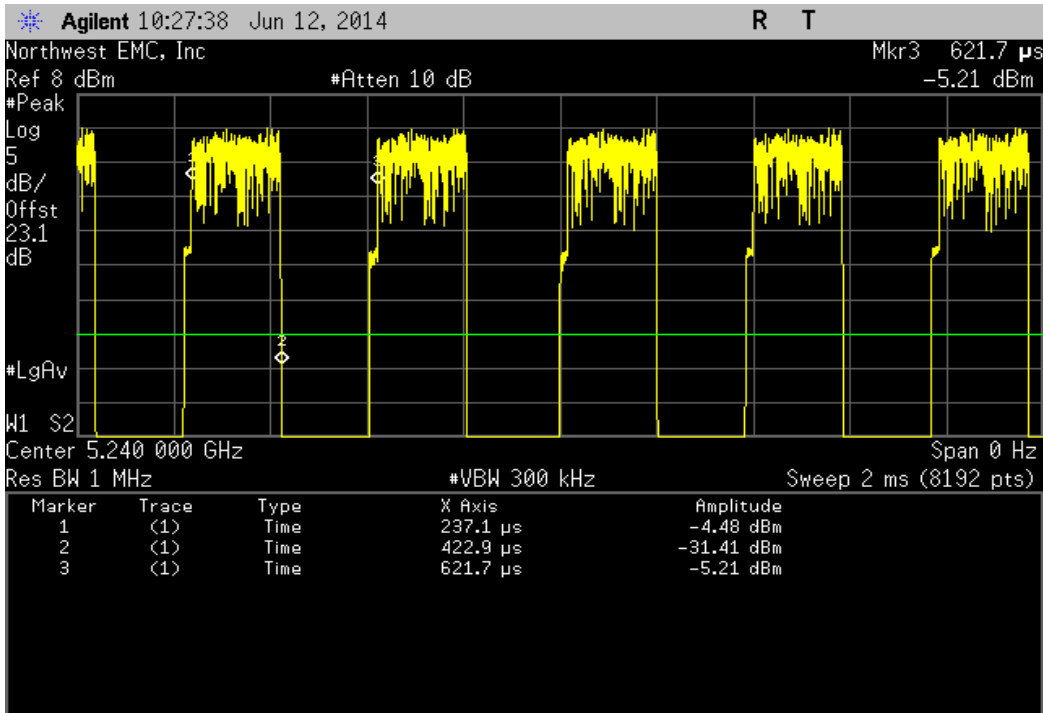 Agilent 10:27:38 Jun 12, 2014 R T
Northwest EMC, Inc Mkr3 621.7 µs
Ref 8 dBm #Atten 10 dB -5.21 dBm
#Peak
Log
5
dB/
Offst
23.1
dB
2
#LgAv
W1 S2
Center 5.240 000 GHz Span 0 Hz
Res BW 1 MHz #VBW 300 kHz Sweep 2 ms (8192 pts)
Marker Trace Type X Axis Amplitude
1 (1) Time 237.1 µs -4.48 dBm
2 (1) Time 422.9 µs -31.41 dBm
3 (1) Time 621.7 µs -5.21 dBm